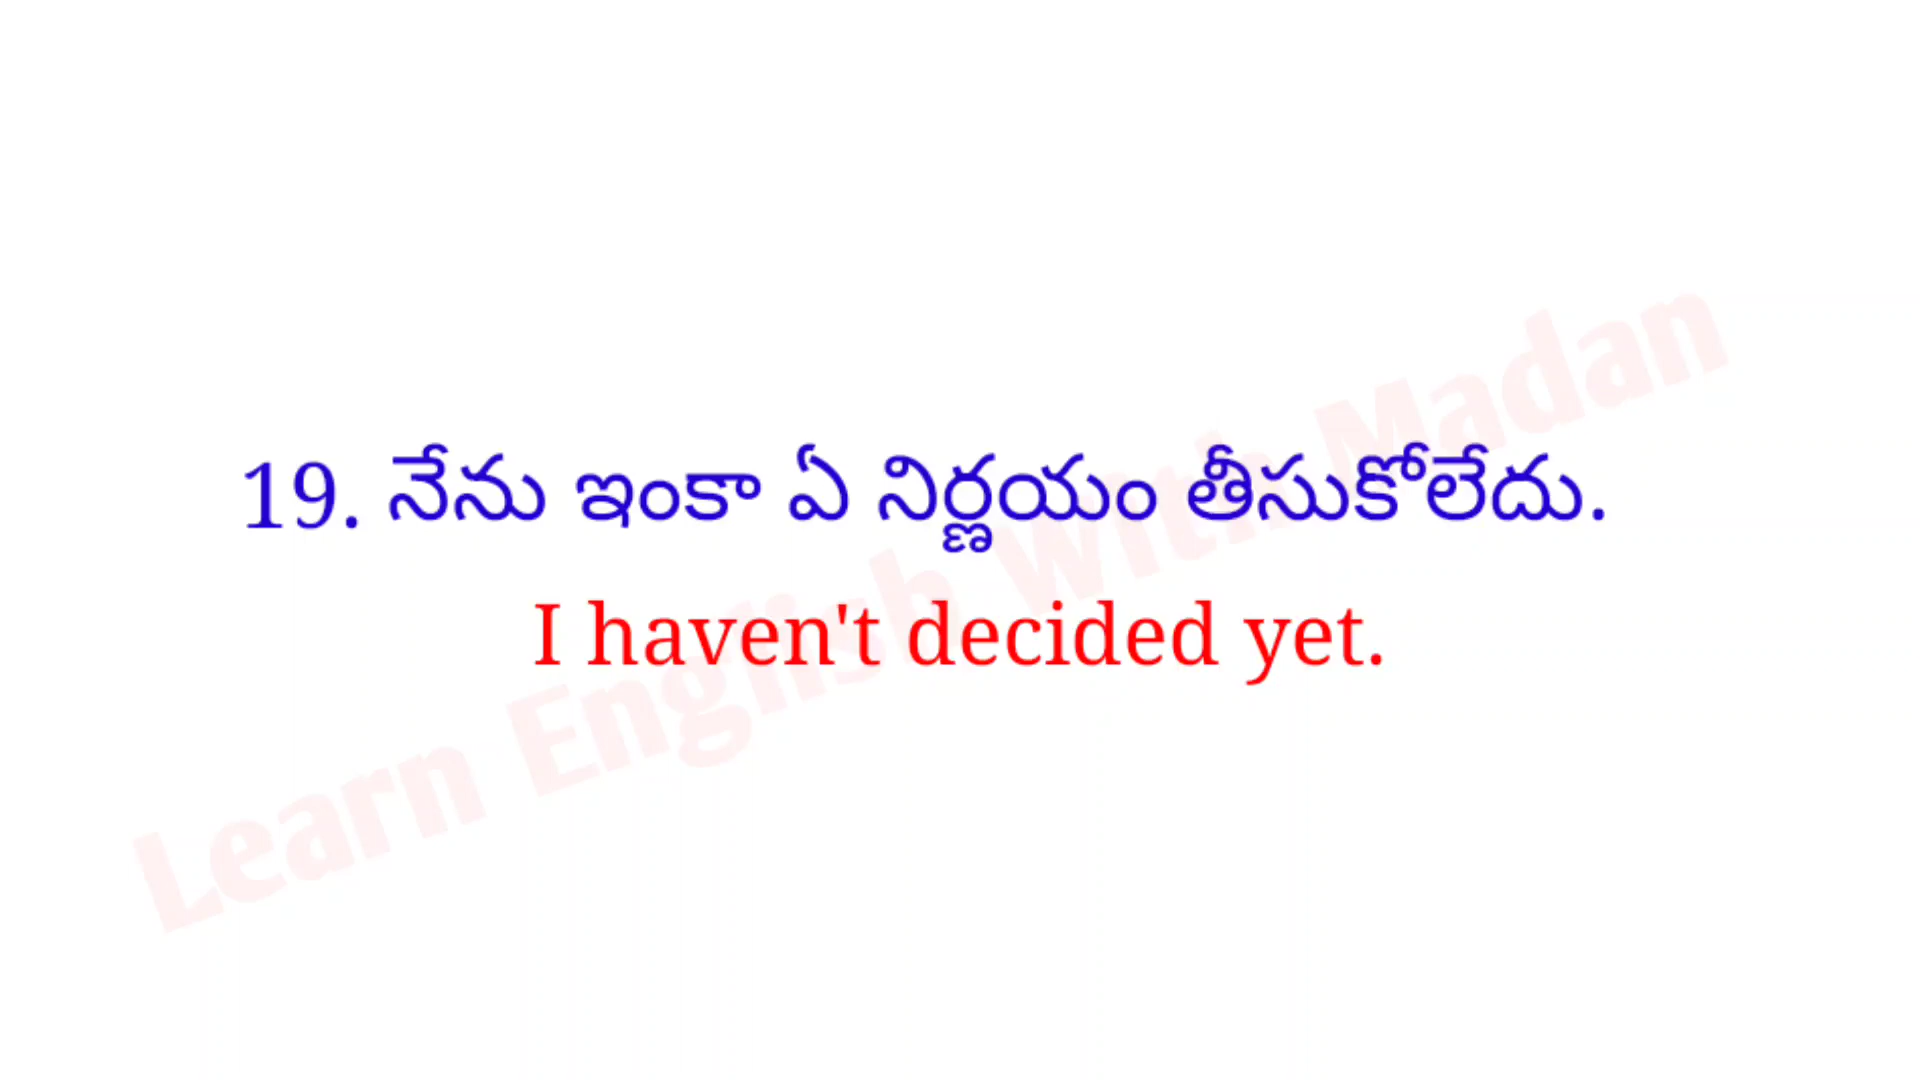 19. నేను ఇంకా ఏ నిర్ణయం తీసుకోలేదు.
I haven't decided yet.
Learn English With Madan